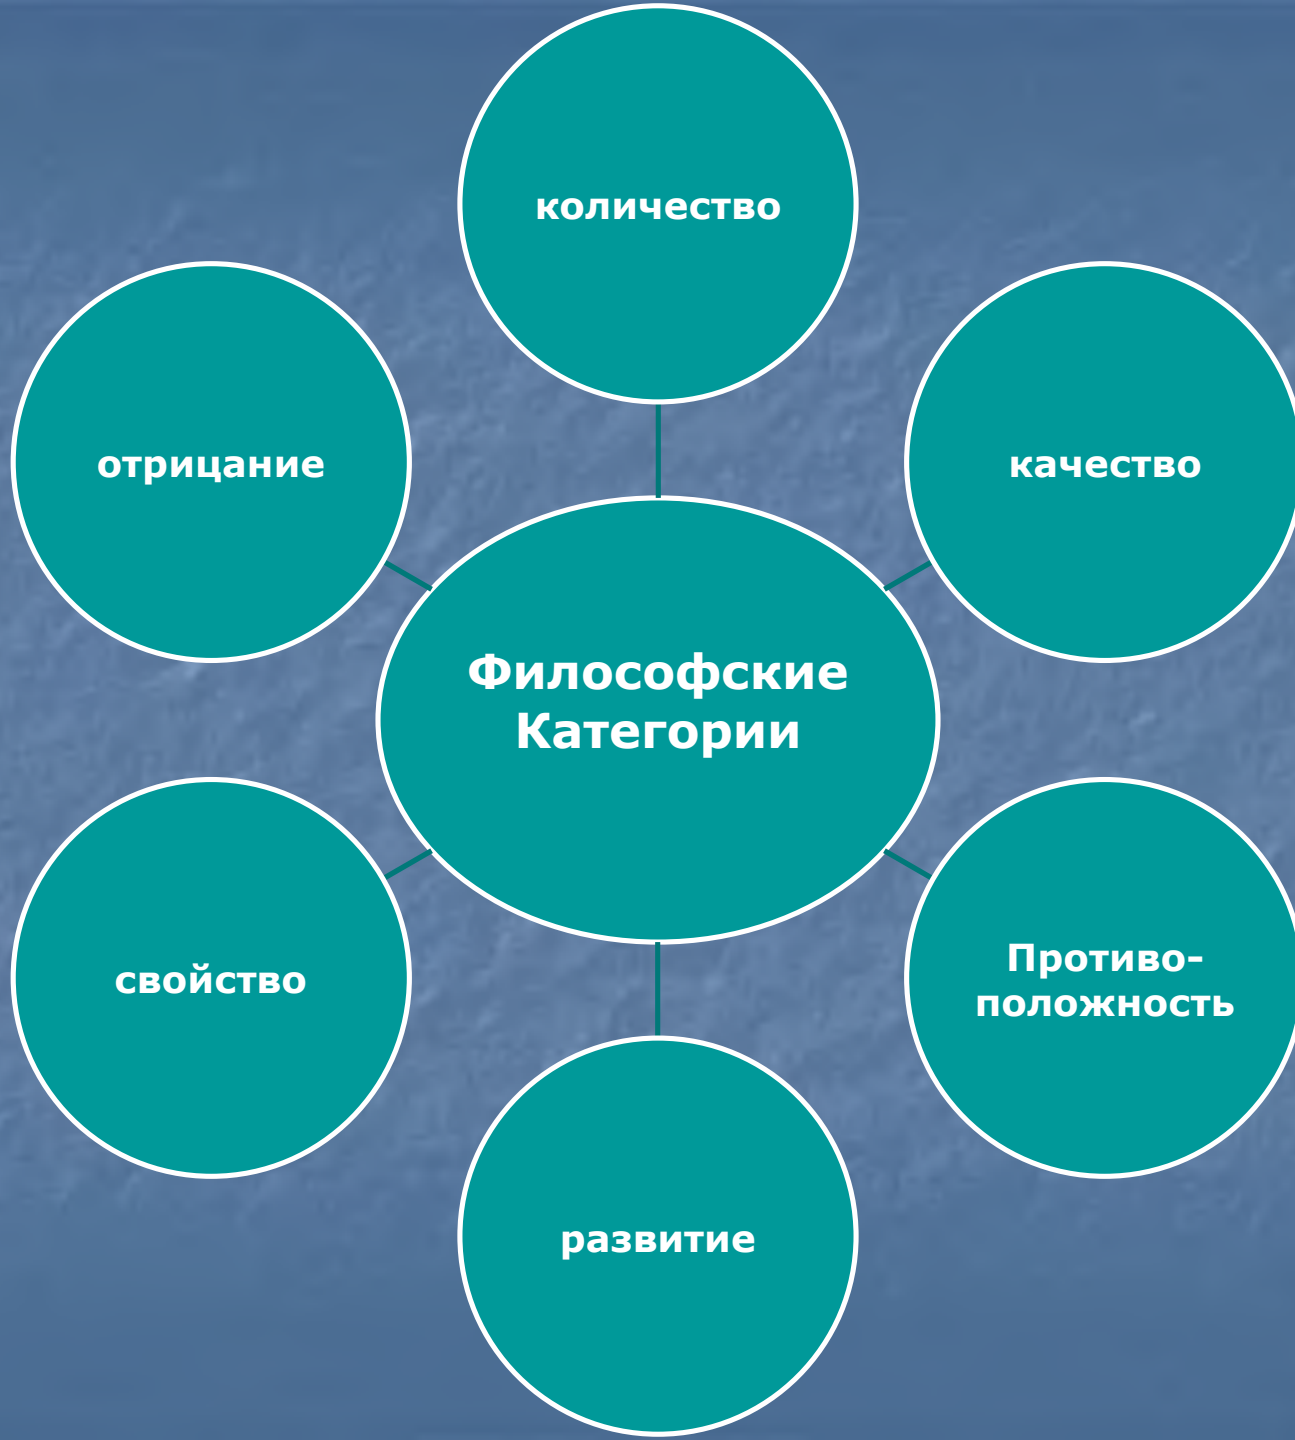 количество
отрицание
качество
Философские
Категории
свойство
Противо-
положность
развитие